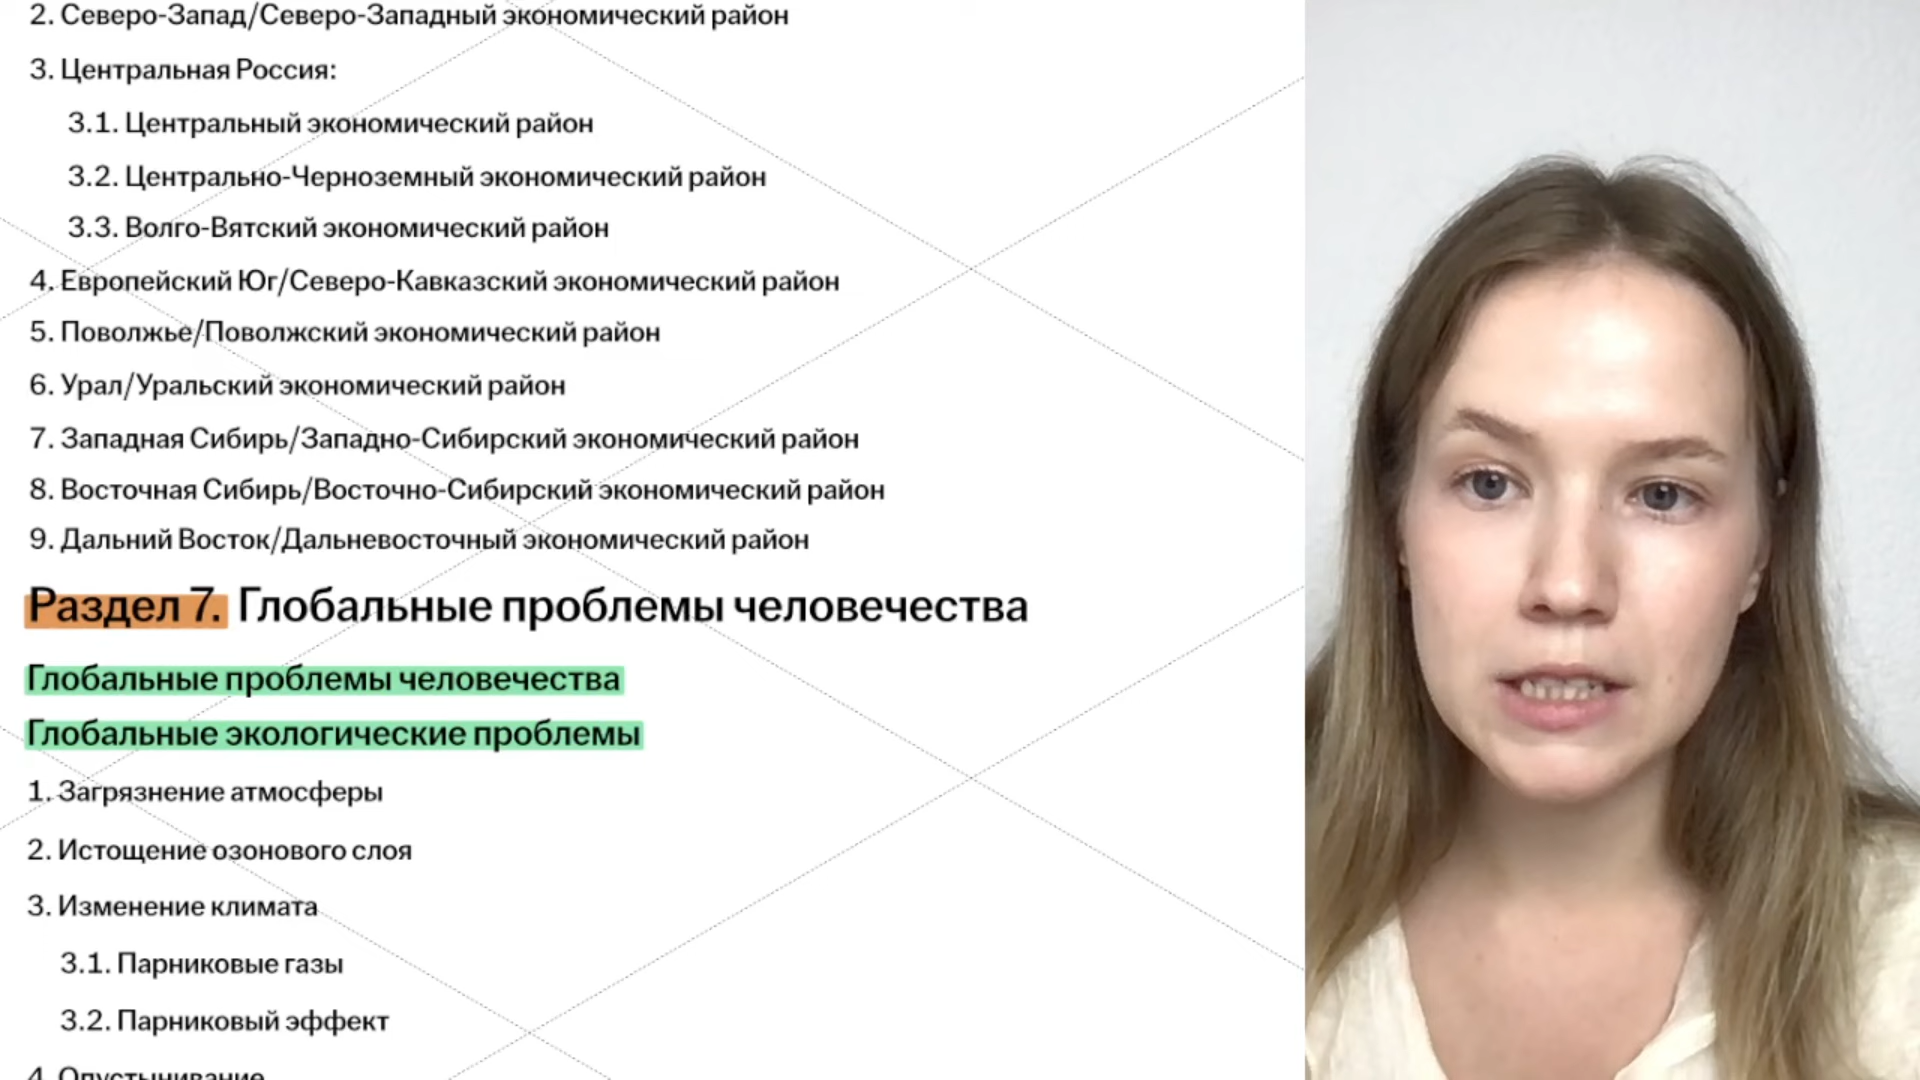 2. Северо-Запад/Северо-Западный экономический район
3. Центральная Россия:
3.1. Центральный экономический район
3.2. Центрально-Черноземный экономический район
3.3. Волго-Вятский экономический район
4. Европейский Юг/Северо-Кавказский экономический район
5. Поволжье/Поволжский экономический район
6. Урал/Уральский экономический район
7. Западная Сибирь/Западно-Сибирский экономический район
8. Восточная Сибирь/Восточно-Сибирский экономический район
9. Дальний Восток/Дальневосточный экономический район
Раздел 7. Глобальные проблемы человечества
Глобальные проблемы человечества
Глобальные экологические проблемы
1. Загрязнение атмосферы
2. Истощение озонового слоя
3. Изменение климата
3.1. Парниковые газы
3.2. Парниковый эффект
4. Опустынивание